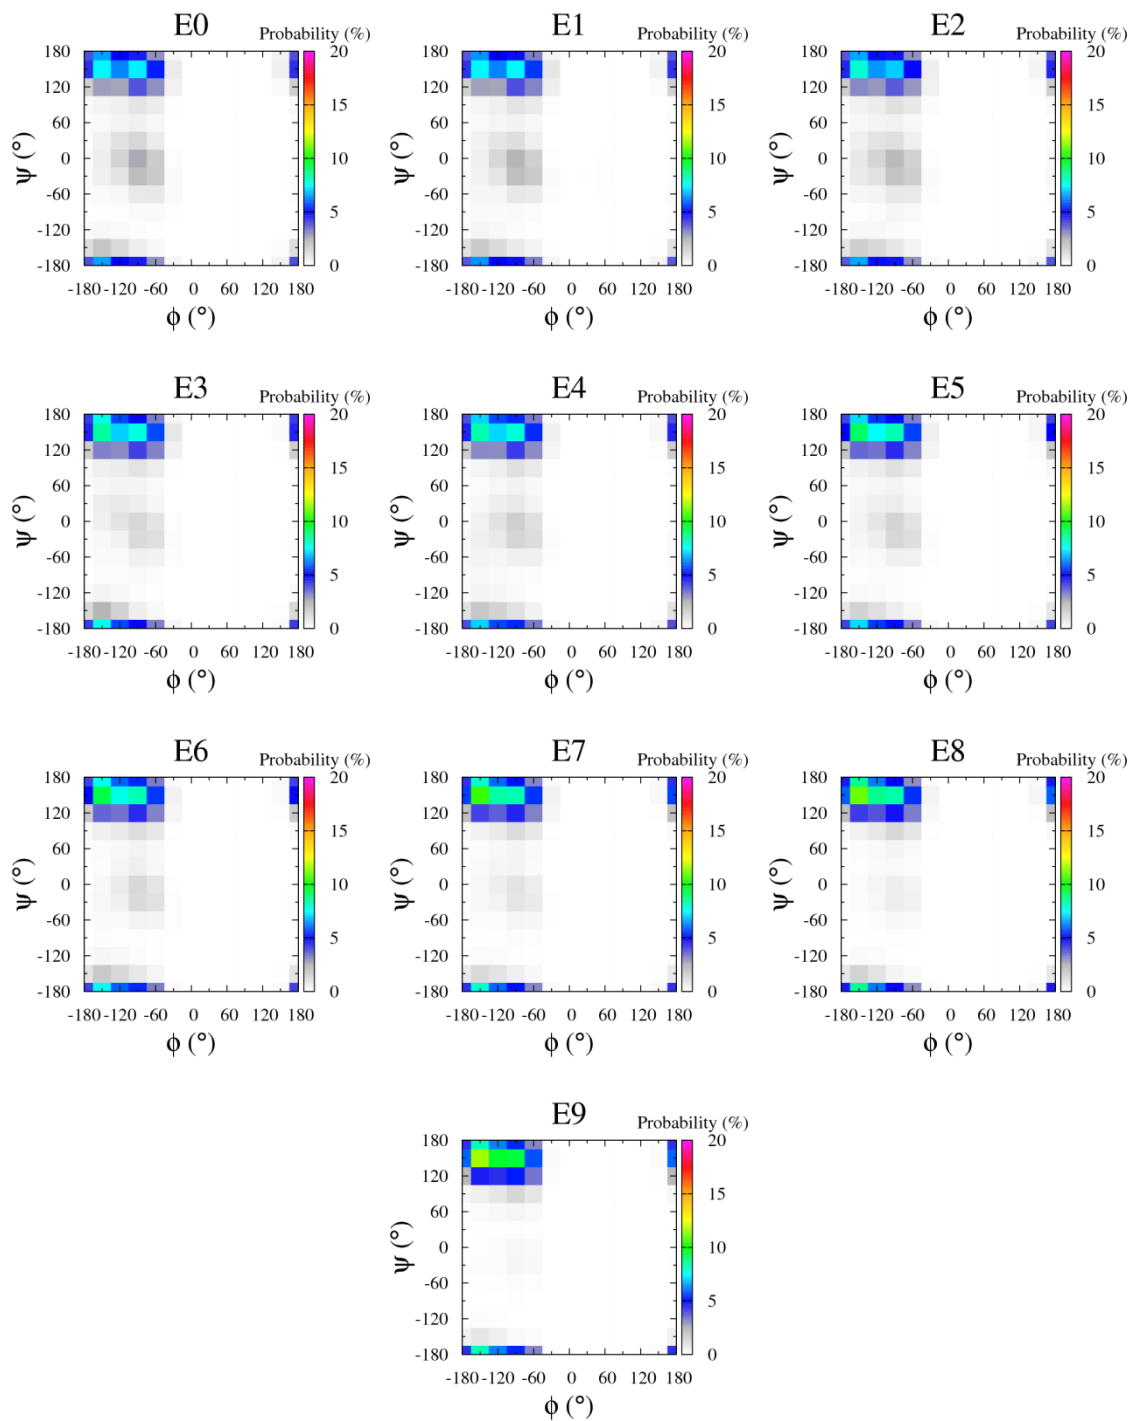 E0 Probability (%) E1 Probability (%) E2 Probability (%)
180 20 180 20 180 20
120 15 120 15 120 15
60 60 60
ψ (°) 0 10 ψ (°) 0 10 ψ (°) 0 10
-60 5 -60 5 -60 5
-120 -120 -120
-180 0 -180 0 -180 0
-180 -120 -60 0 60 120 180 -180 -120 -60 0 60 120 180 -180 -120 -60 0 60 120 180
ϕ (°) ϕ (°) ϕ (°)
E3 Probability (%) E4 Probability (%) E5 Probability (%)
180 20 180 20 180 20
120 15 120 15 120 15
60 60 60
ψ (°) 0 10 ψ (°) 0 10 ψ (°) 0 10
-60 5 -60 5 -60 5
-120 -120 -120
-180 0 -180 0 -180 0
-180 -120 -60 0 60 120 180 -180 -120 -60 0 60 120 180 -180 -120 -60 0 60 120 180
ϕ (°) ϕ (°) ϕ (°)
E6 Probability (%) E7 Probability (%) E8 Probability (%)
180 20 180 20 180 20
120 15 120 15 120 15
60 60 60
ψ (°) 0 10 ψ (°) 0 10 ψ (°) 0 10
-60 5 -60 5 -60 5
-120 -120 -120
-180 0 -180 0 -180 0
-180 -120 -60 0 60 120 180 -180 -120 -60 0 60 120 180 -180 -120 -60 0 60 120 180
ϕ (°) ϕ (°) ϕ (°)
E9 Probability (%)
180 20
120 15
60
ψ (°) 0 10
-60 5
-120
-180 0
-180 -120 -60 0 60 120 180
ϕ (°)